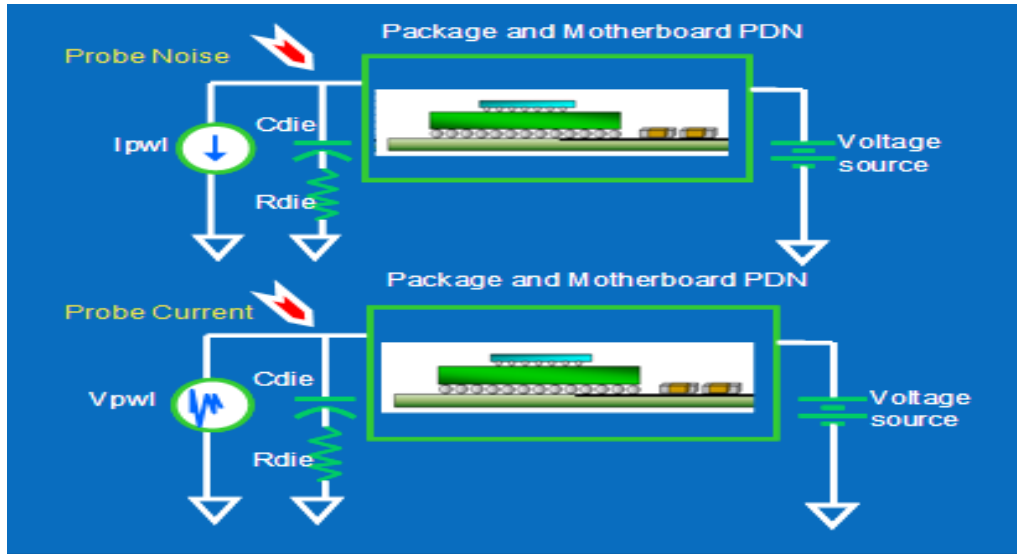 Package and Motherboard PDN
Probe Noise
Cdie
Ipwl
Voltage
source
Rdie
Package and Motherboard PDN
Probe Current
Cdie
Vpwl
Voltage
source
Rdie